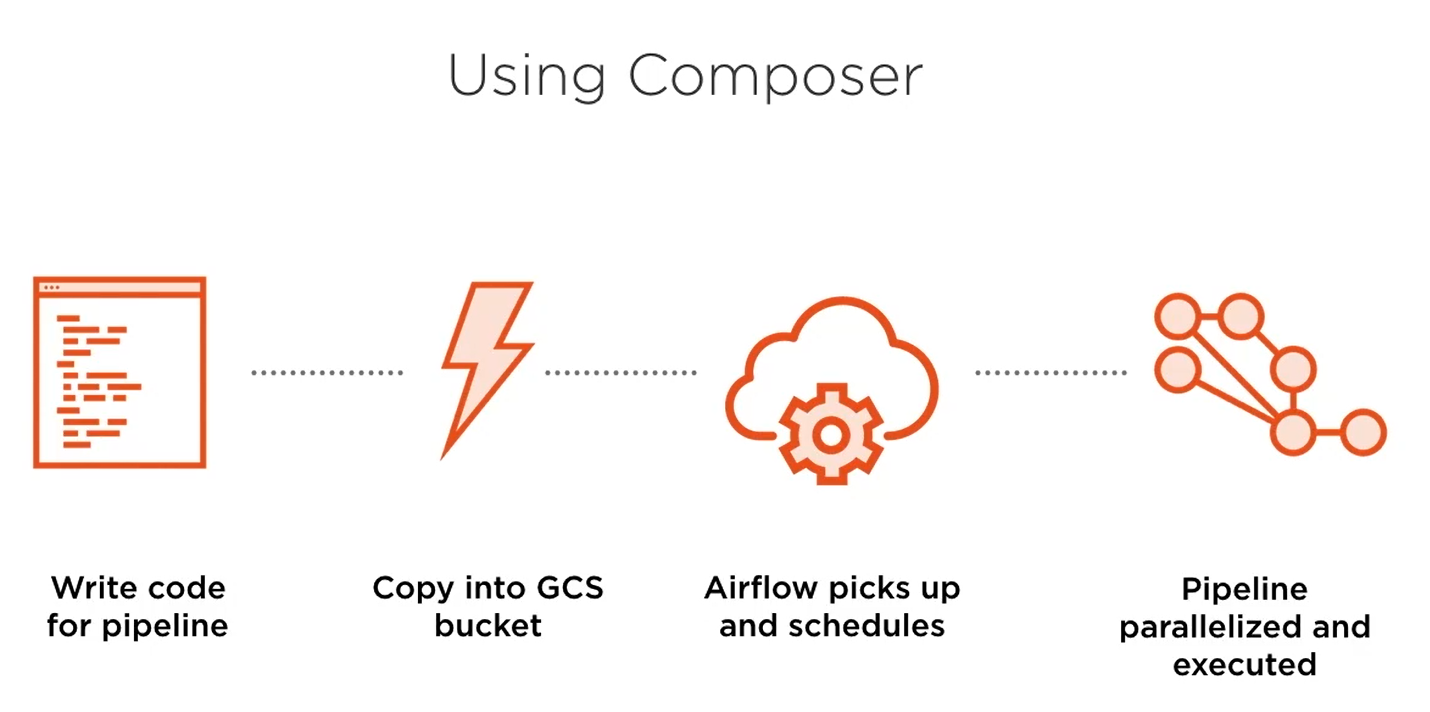 Using Composer
Write code
for pipeline
Copy into GCS
bucket
Airflow picks up
and schedules
Pipeline
parallelized and
executed